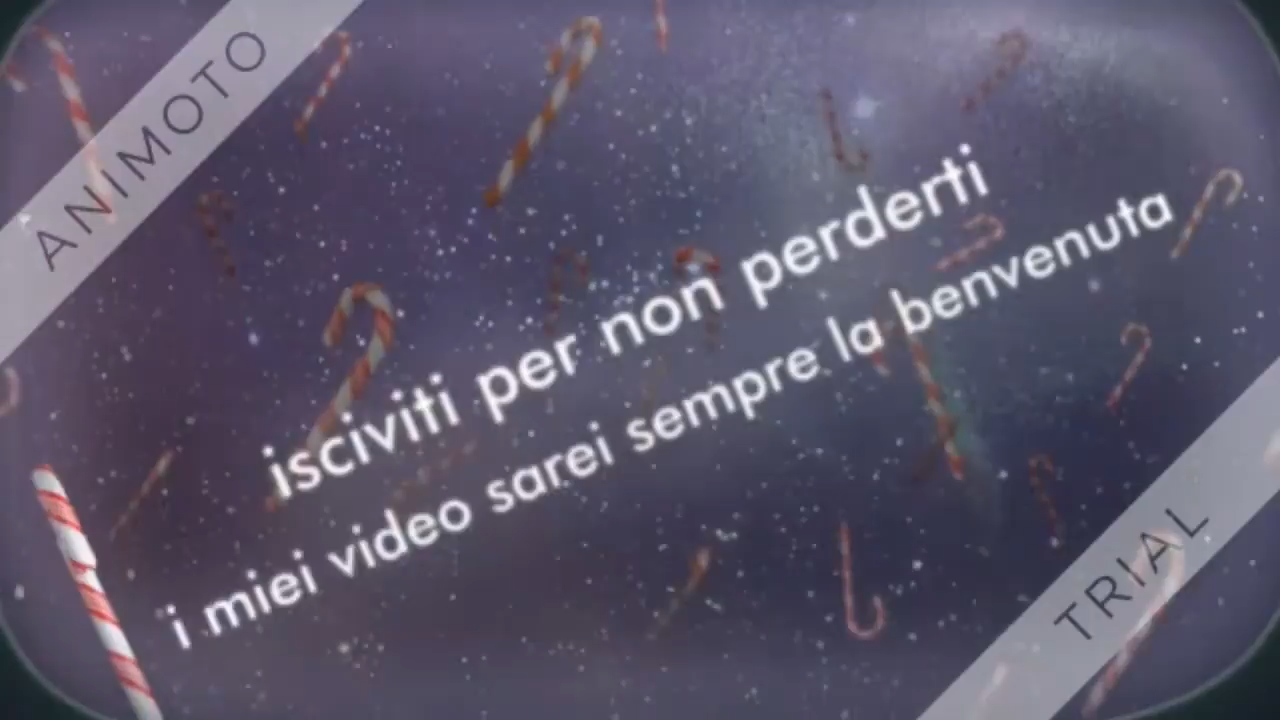 ANIMOTO
isciviti per non perderti
i miei video sarei sempre la benvenuta
TRIAL